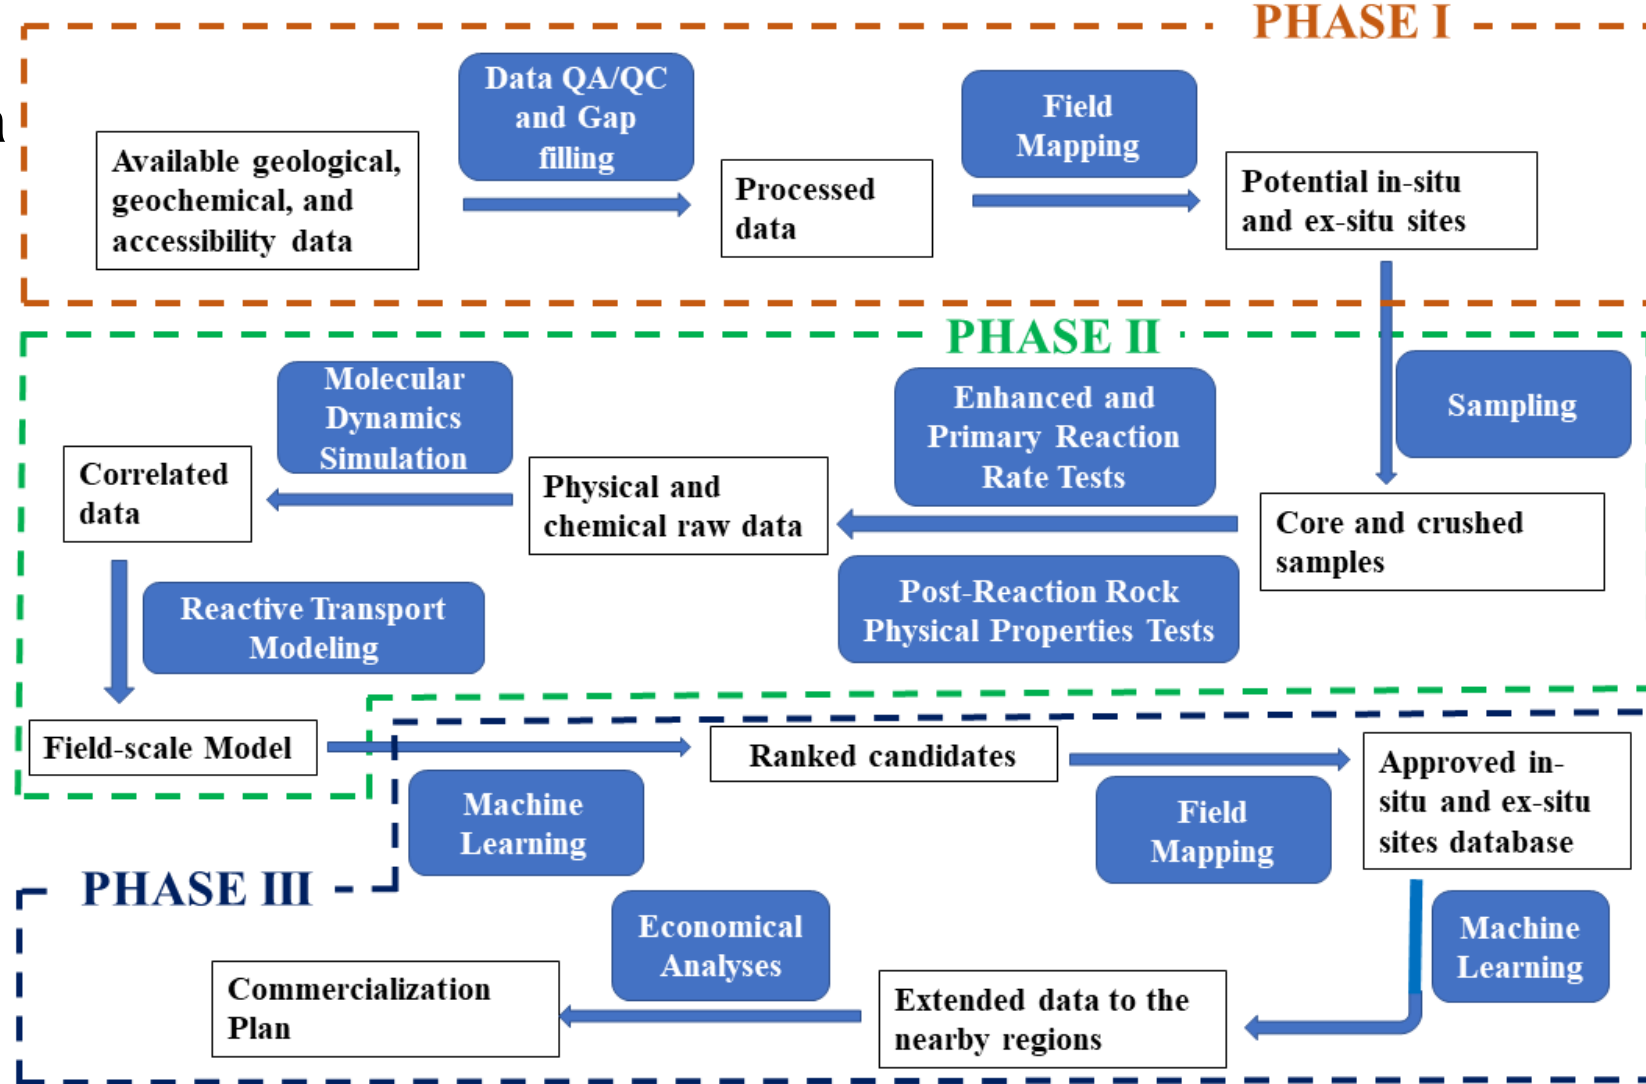 PHASE I
Data QA/QC
and Gap
filling
Field
Mapping
Available geological,
geochemical, and
accessibility data
Processed
data
Potential in-situ
and ex-situ sites
PHASE II
Molecular
Dynamics
Simulation
Enhanced and
Primary Reaction
Rate Tests
Sampling
Correlated
data
Physical and
chemical raw data
Core and crushed
samples
Reactive Transport
Modeling
Post-Reaction Rock
Physical Properties Tests
Field-scale Model
Ranked candidates
Approved in-
situ and ex-situ
sites database
Machine
Learning
Field
Mapping
PHASE III
Economical
Analyses
Machine
Learning
Commercialization
Plan
Extended data to the
nearby regions